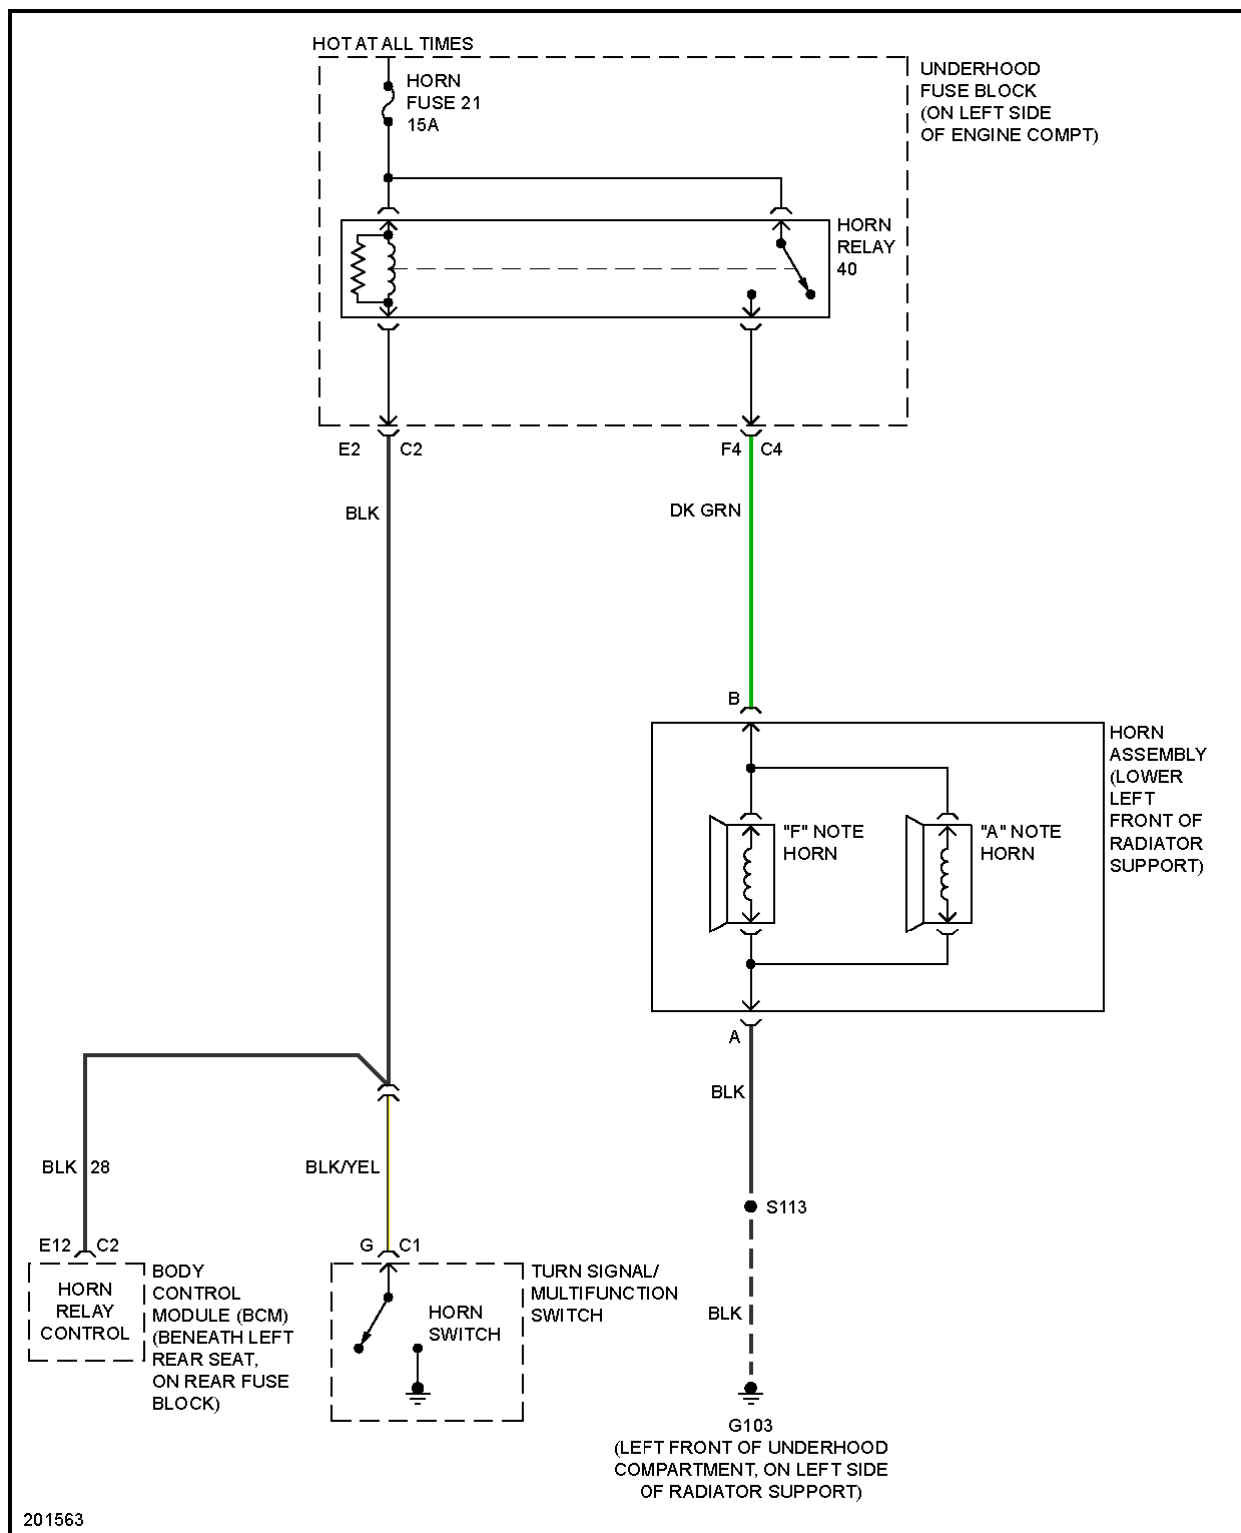 HOT AT ALL TIMES
HORN
FUSE 21
15A
UNDERHOOD
FUSE BLOCK
(ON LEFT SIDE
OF ENGINE COMPT)
HORN
RELAY
40
E2
C2
F4
C4
BLK
DK GRN
B
HORN
ASSEMBLY
(LOWER
LEFT
FRONT OF
RADIATOR
SUPPORT)
"F" NOTE
HORN
"A" NOTE
HORN
A
BLK
BLK
28
BLK/YEL
S113
E12
C2
G
C1
HORN
RELAY
CONTROL
BODY
CONTROL
MODULE (BCM)
(BENEATH LEFT
REAR SEAT,
ON REAR FUSE
BLOCK)
HORN
SWITCH
TURN SIGNAL/
MULTIFUNCTION
SWITCH
BLK
G103
(LEFT FRONT OF UNDERHOOD
COMPARTMENT, ON LEFT SIDE
OF RADIATOR SUPPORT)
201563